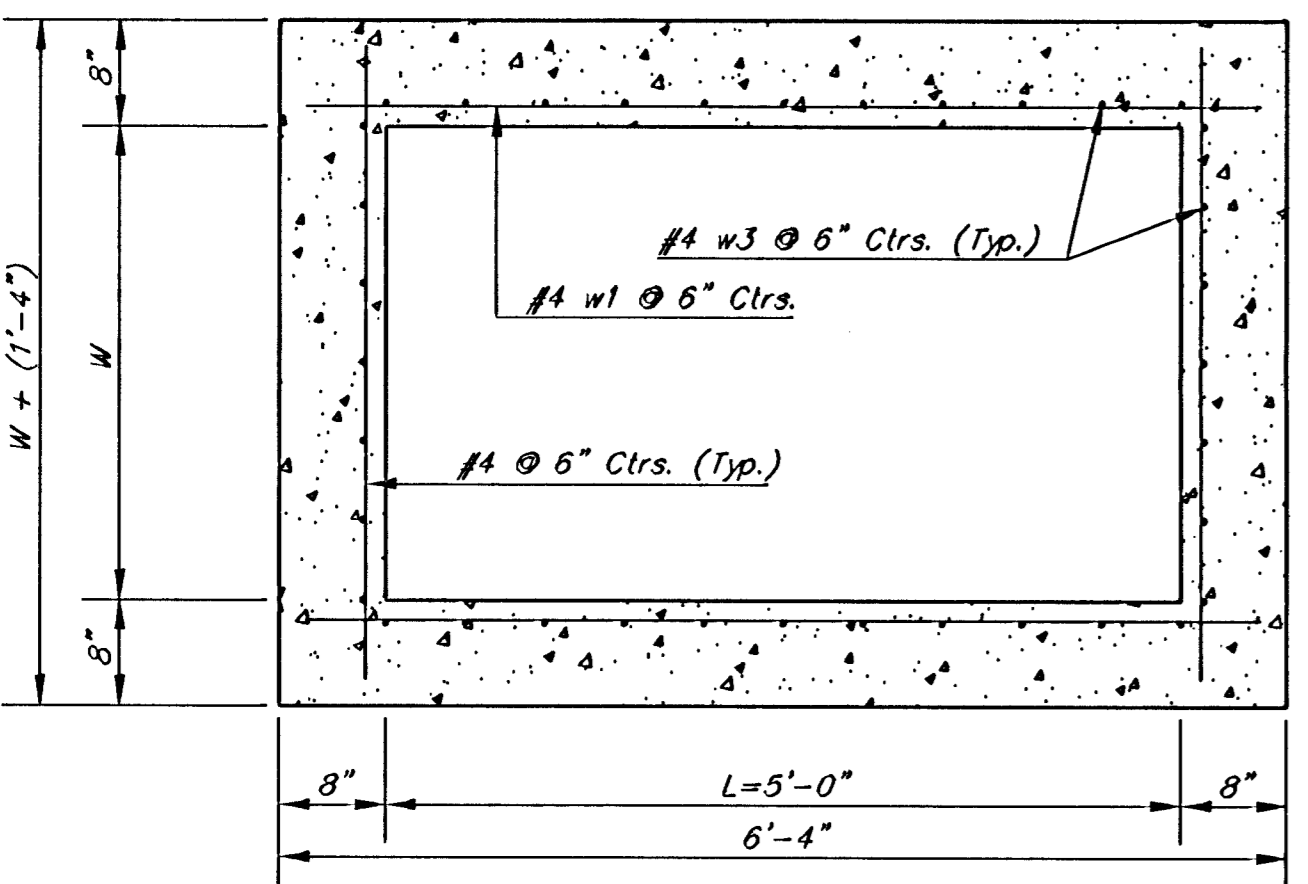 8"
W + (1'-4")
W
#4 w3 @ 6" Ctrs. (Typ.)
#4 w1 @ 6" Ctrs.
#4 @ 6" Ctrs. (Typ.)
8"
8"
L=5'-0"
8"
6'-4"